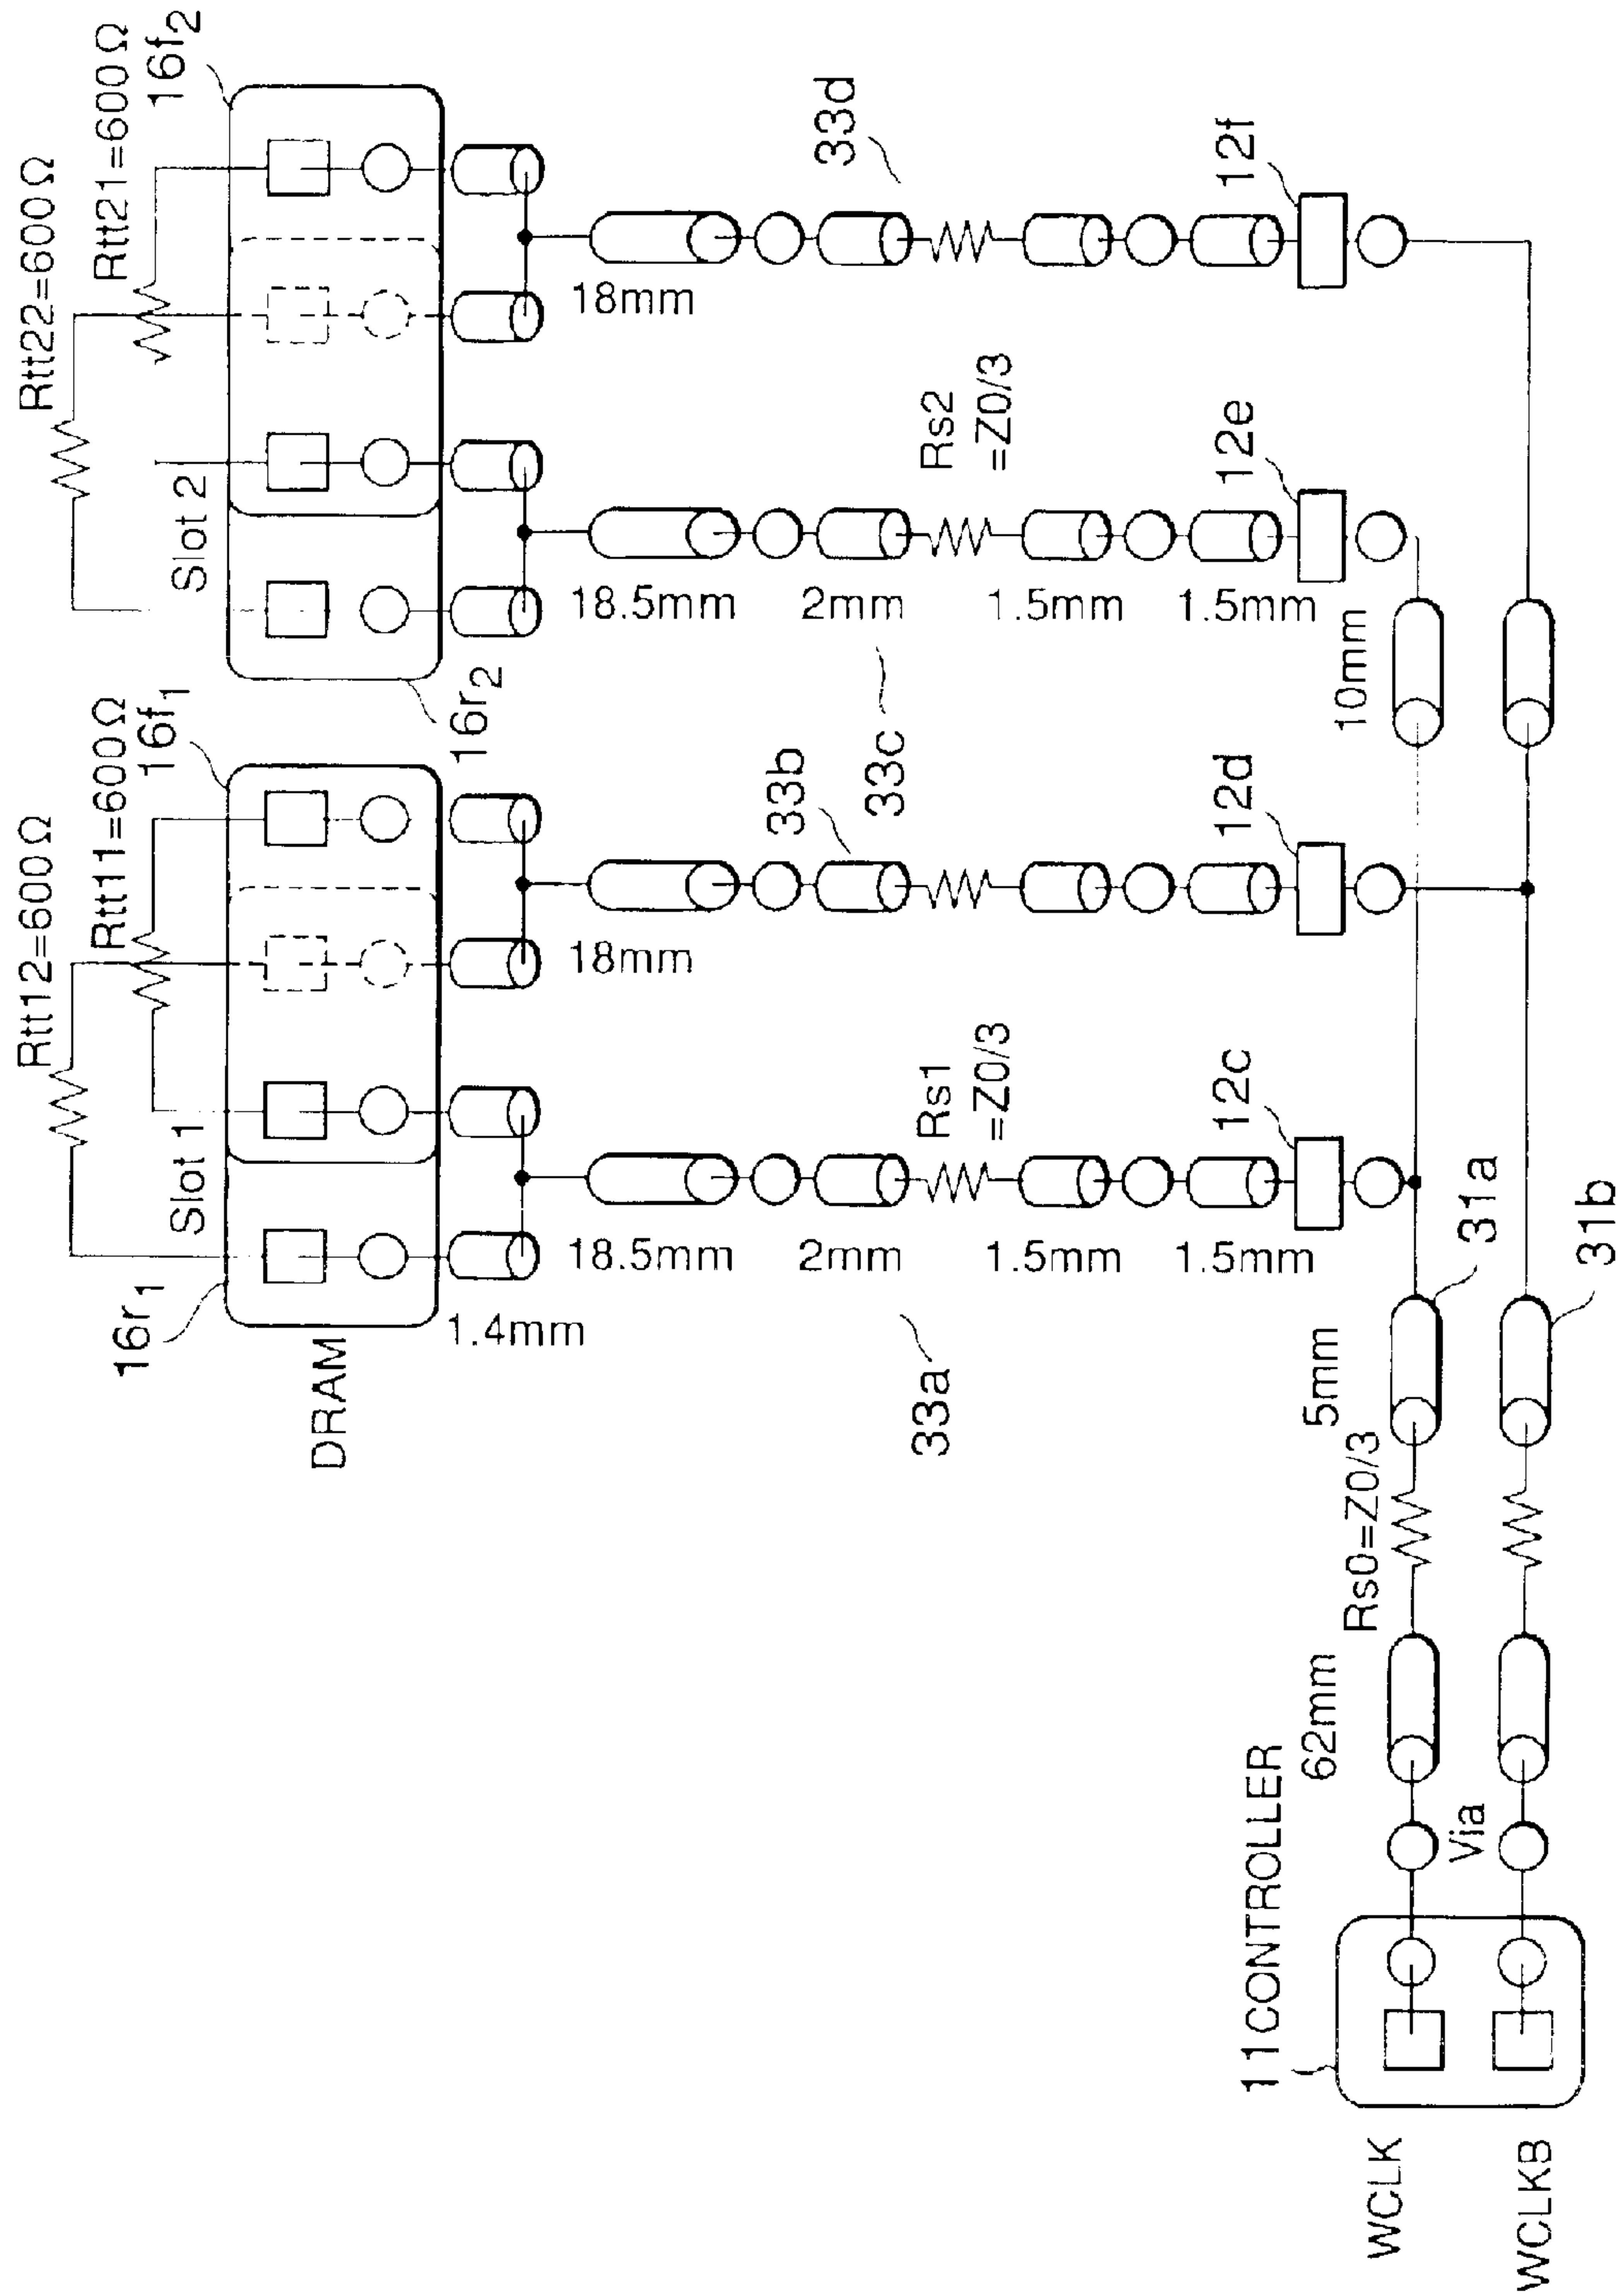 Rtt12=600Ω
Rtt11=600Ω
16f1
16r1
Slot 1
DRAM
1.4mm
Rtt22=600Ω
Rtt21=600Ω
16f2
Slot 2
16r2
18.5mm
18mm
18.5mm
18mm
2mm
33b
2mm
33d
33a
33c
Rs1
=Z0/3
Rs2
=Z0/3
1.5mm
1.5mm
1.5mm
1.5mm
12c
12d
12e
12f
11 CONTROLLER
62mm
Rs0=Z0/3
5mm
10mm
31a
WCLK
Via
31b
WCLKB